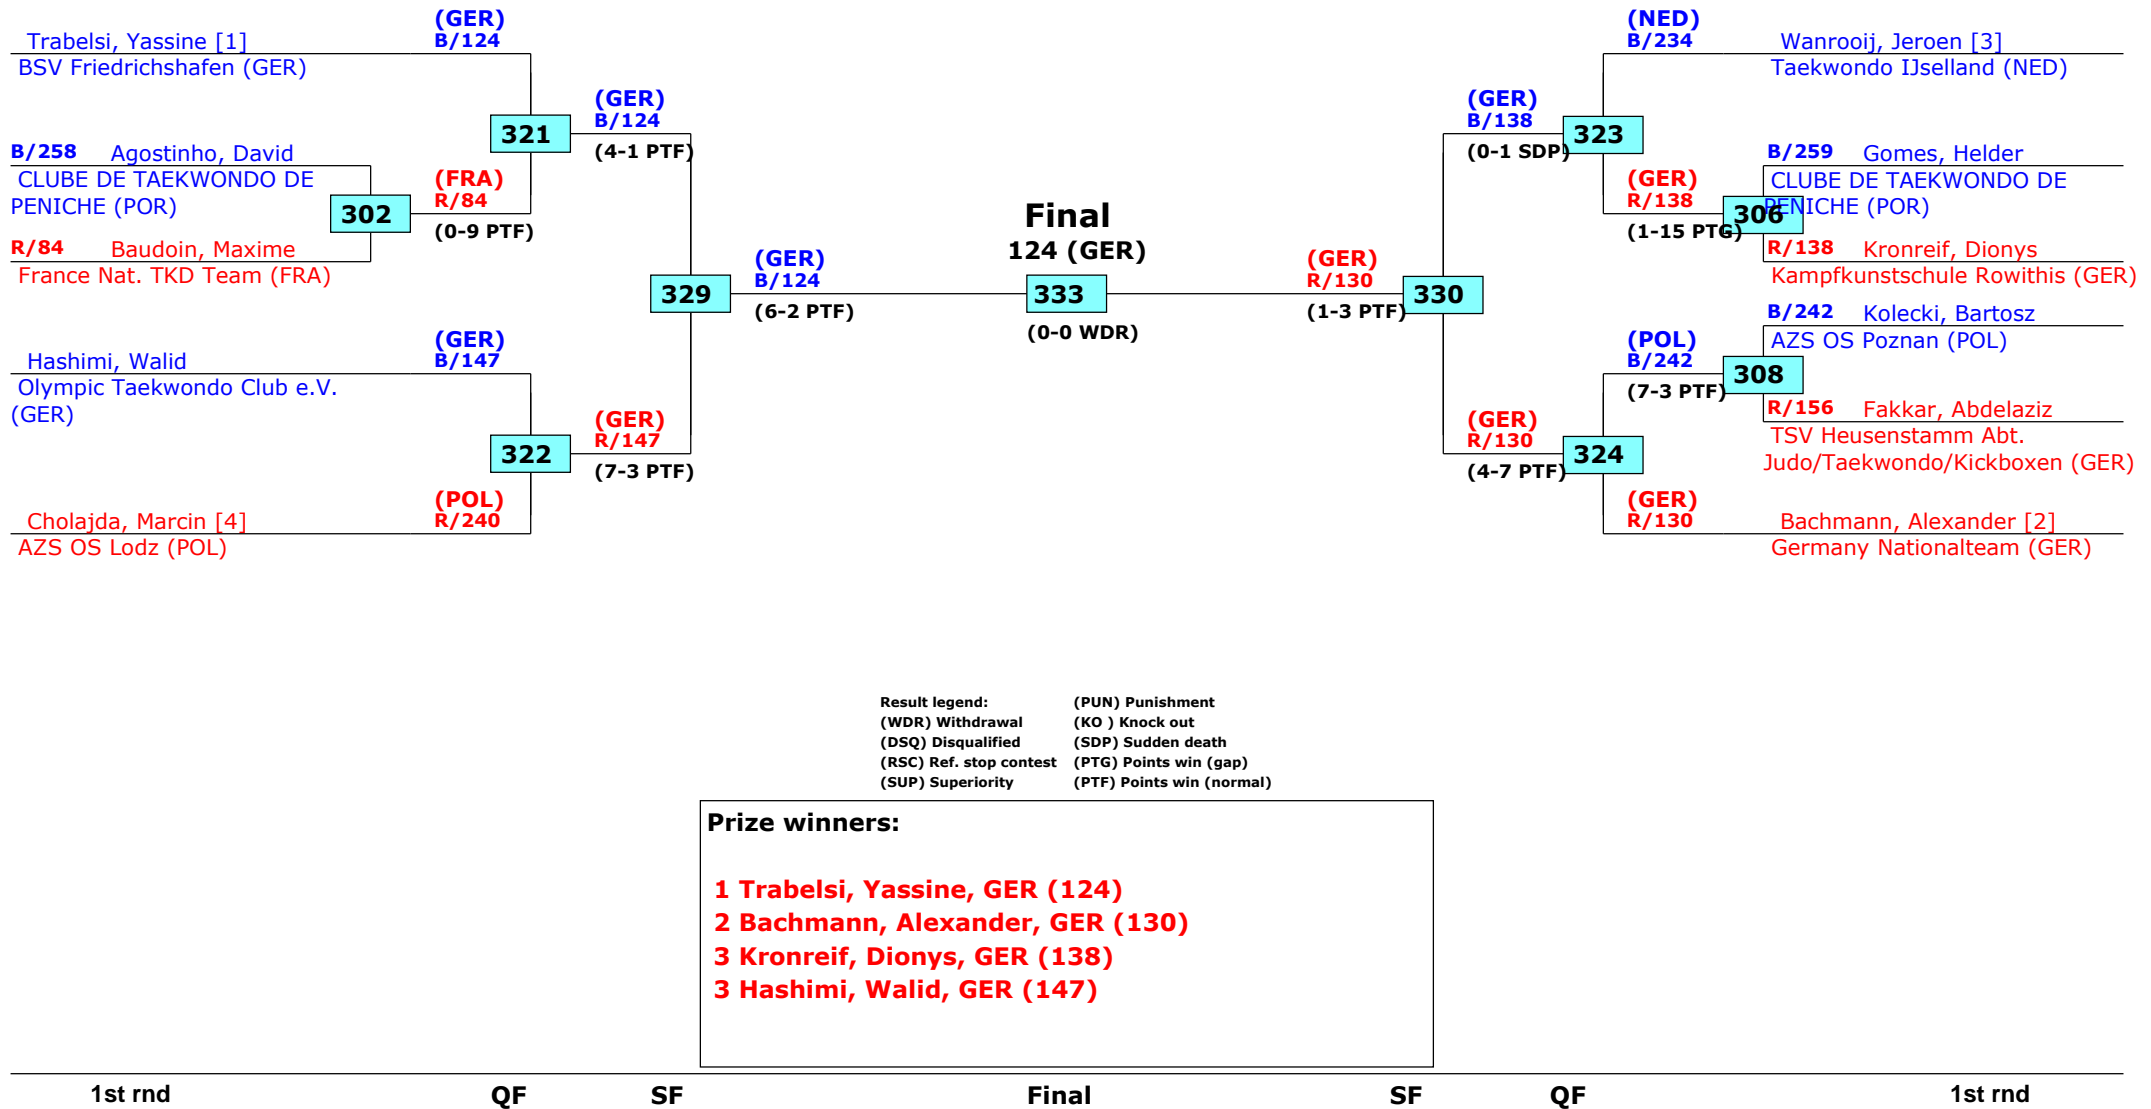 (GER)
B/124
Trabelsi, Yassine [1]
BSV Friedrichshafen (GER)
(GER)
B/124
321
(4-1 PTF)
B/258 Agostinho, David
CLUBE DE TAEKWONDO DE
PENICHE (POR)
302
(FRA)
R/84
(0-9 PTF)
R/84 Baudoin, Maxime
France Nat. TKD Team (FRA)
329
(GER)
B/124
(6-2 PTF)
(GER)
B/147
Hashimi, Walid
Olympic Taekwondo Club e.V.
(GER)
322
(GER)
R/147
(7-3 PTF)
(POL)
R/240
Cholajda, Marcin [4]
AZS OS Lodz (POL)
Final
124 (GER)
333
(0-0 WDR)
(NED)
B/234
Wanrooij, Jeroen [3]
Taekwondo IJselland (NED)
(GER)
B/138
323
(0-1 SDP)
B/259 Gomes, Helder
CLUBE DE TAEKWONDO DE
PENICHE (POR)
(GER)
R/138
306
(1-15 PTG)
R/138 Kronreif, Dionys
Kampfkunstschule Rowithis (GER)
(GER)
R/130
330
(1-3 PTF)
B/242 Kolecki, Bartosz
AZS OS Poznan (POL)
(POL)
B/242
308
(7-3 PTF)
R/156 Fakkar, Abdelaziz
TSV Heusenstamm Abt.
Judo/Taekwondo/Kickboxen (GER)
(GER)
R/130
324
(4-7 PTF)
(GER)
R/130
Bachmann, Alexander [2]
Germany Nationalteam (GER)
Result legend: (PUN) Punishment
(WDR) Withdrawal (KO ) Knock out
(DSQ) Disqualified (SDP) Sudden death
(RSC) Ref. stop contest (PTG) Points win (gap)
(SUP) Superiority (PTF) Points win (normal)
Prize winners:
1 Trabelsi, Yassine, GER (124)
2 Bachmann, Alexander, GER (130)
3 Kronreif, Dionys, GER (138)
3 Hashimi, Walid, GER (147)
1st rnd QF SF Final SF QF 1st rnd